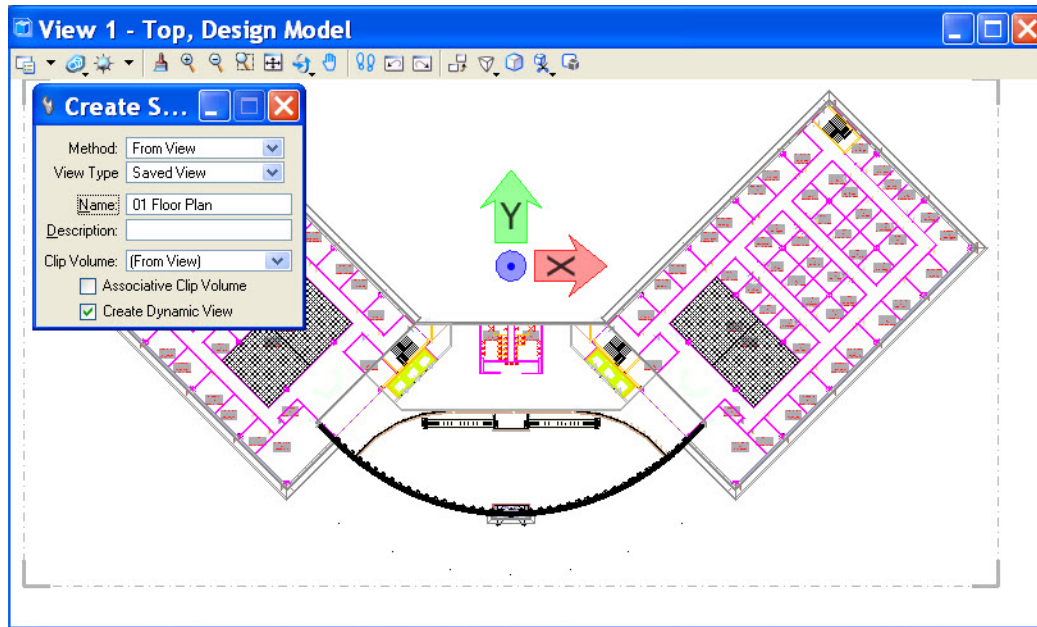 View 1 - Top, Design Model
Create S...
Method: From View
View Type Saved View
Name: 01 Floor Plan
Description:
Clip Volume: (From View)
Associative Clip Volume
Create Dynamic View
Y
X